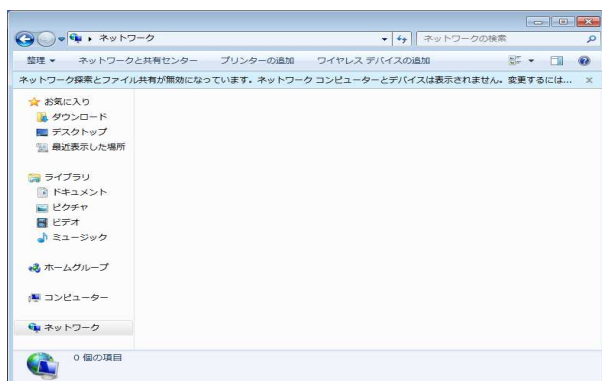 ネットワーク
ネットワークの検索
整理 ネットワークと共有センター プリンターの追加 ワイヤレス デバイスの追加
ネットワーク探索とファイル共有が無効になっています。ネットワーク コンピューターとデバイスは表示されません。変更するには...
お気に入り
ダウンロード
デスクトップ
最近表示した場所
ライブラリ
ドキュメント
ピクチャ
ビデオ
ミュージック
ホームグループ
コンピューター
ネットワーク
0 個の項目